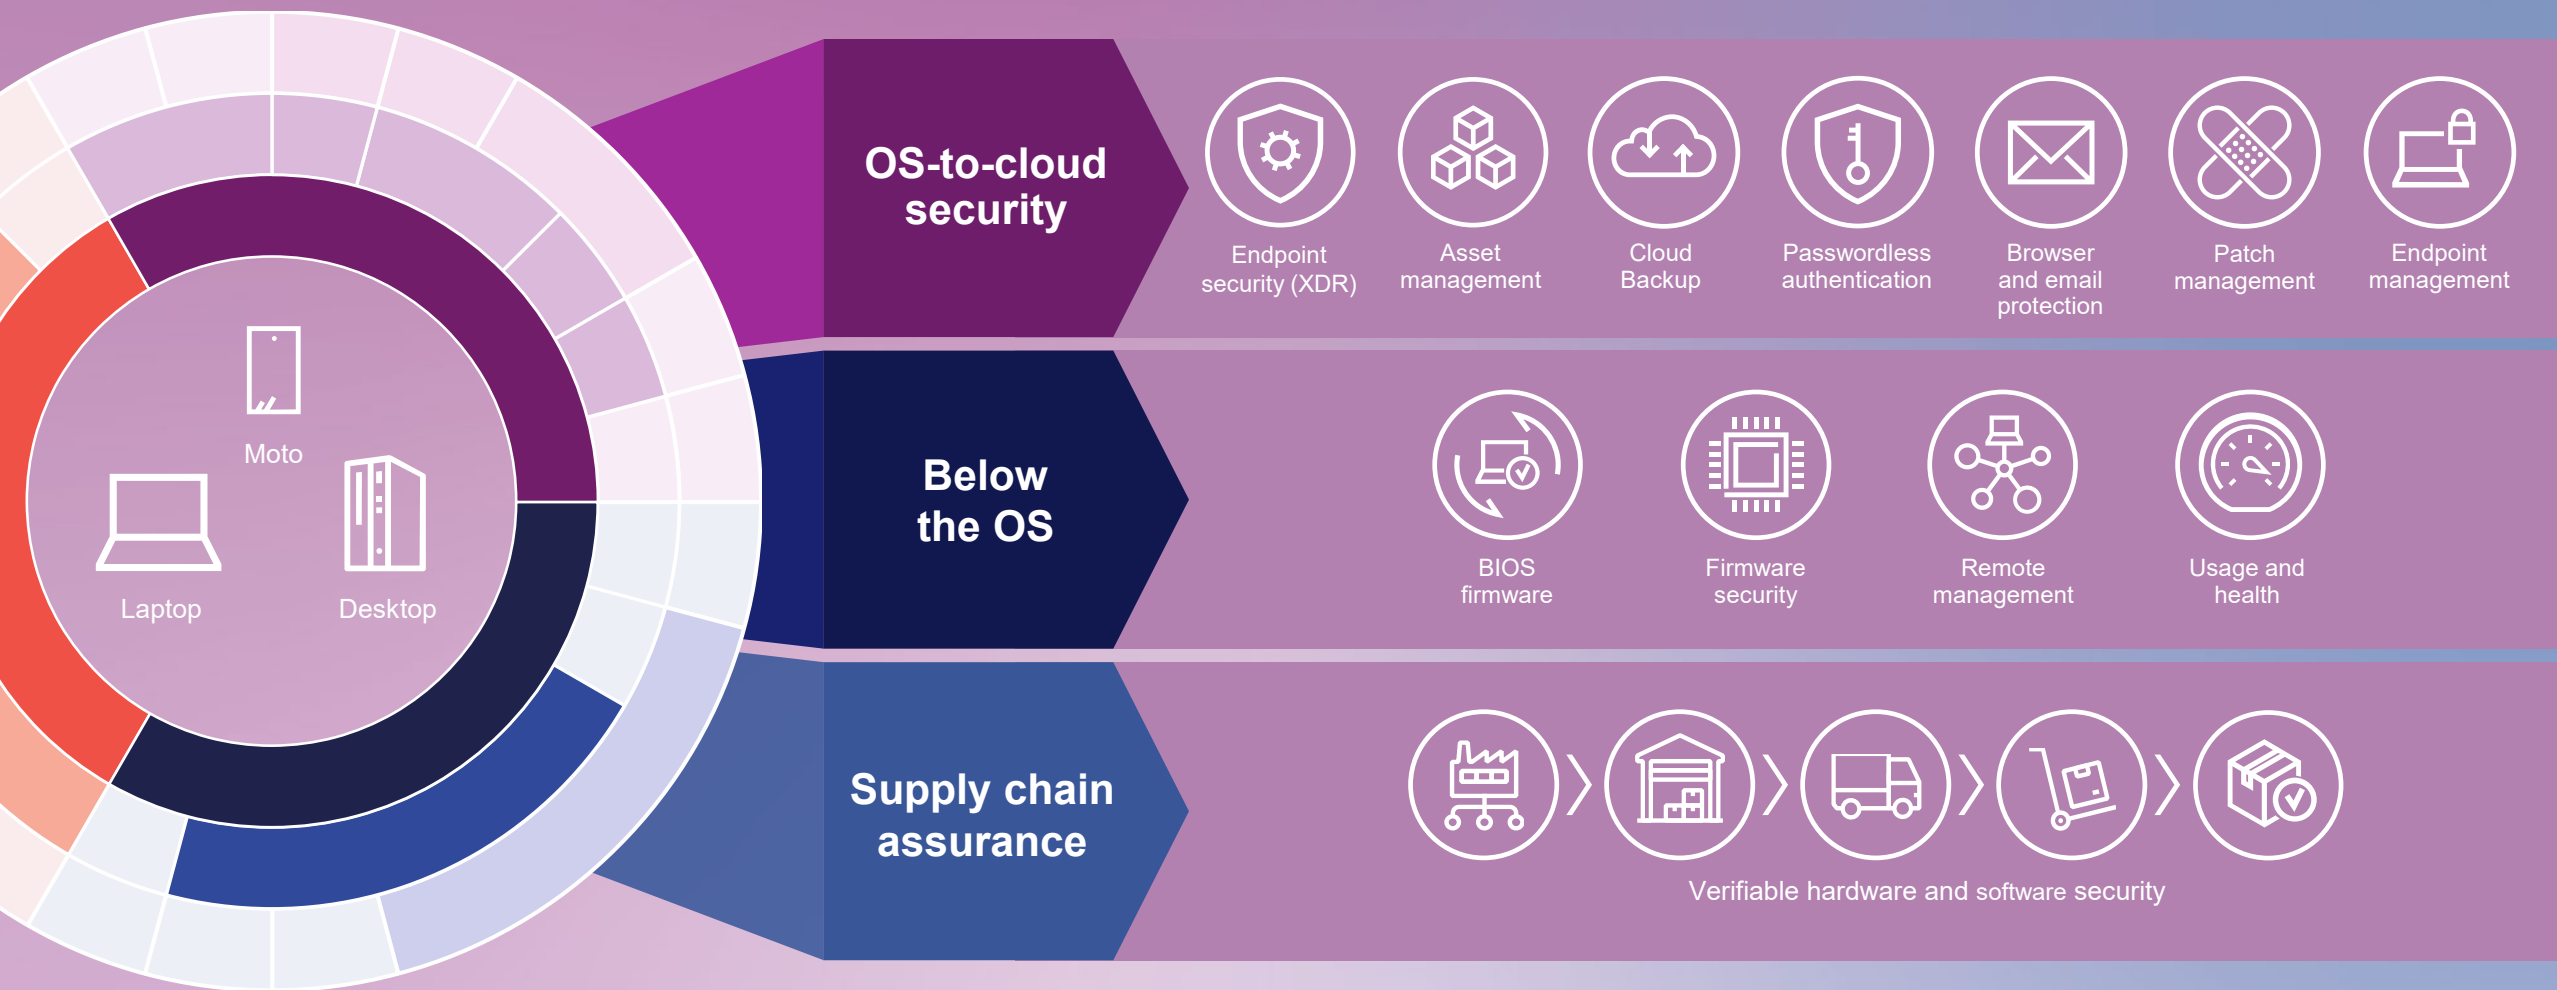 Moto
Laptop
Desktop
OS-to-cloud
security
Endpoint
security (XDR)
Asset
management
Cloud
Backup
Passwordless
authentication
Browser
and email
protection
Patch
management
Endpoint
management
Below
the OS
BIOS
firmware
Firmware
security
Remote
management
Usage and
health
Supply chain
assurance
Verifiable hardware and software security